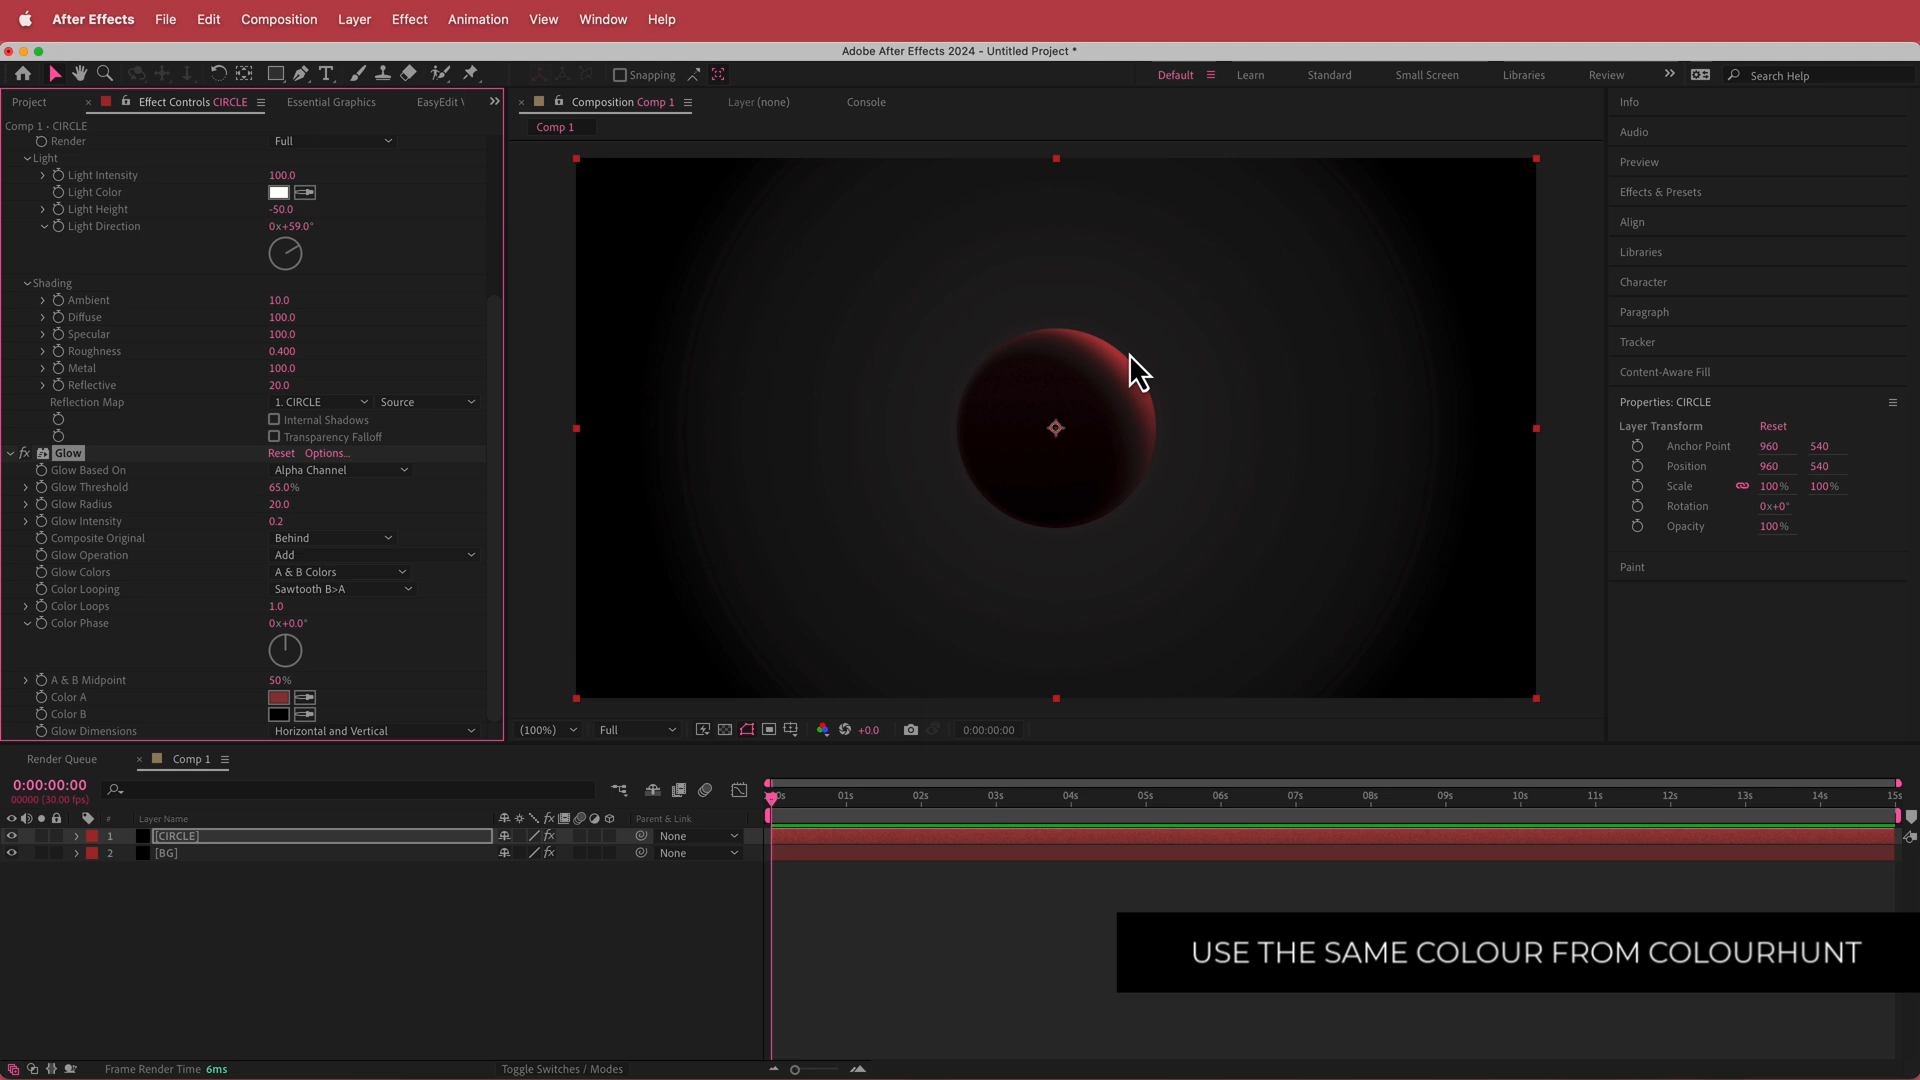 After Effects File Edit Composition Layer Effect Animation View Window Help
Adobe After Effects 2024 - Untitled Project *
Snapping Default Learn Standard Small Screen Libraries Review Search Help
Project Effect Controls CIRCLE Essential Graphics EasyEdit
Comp 1 • CIRCLE
Render Full
Light
Light Intensity 100.0
Light Color
Light Height -50.0
Light Direction 0x+59.0°
Shading
Ambient 10.0
Diffuse 100.0
Specular 100.0
Roughness 0.400
Metal 100.0
Reflective 20.0
Reflection Map 1. CIRCLE Source
Internal Shadows
Transparency Falloff
fx Glow Reset Options...
Glow Based On Alpha Channel
Glow Threshold 65.0%
Glow Radius 20.0
Glow Intensity 0.2
Composite Original Behind
Glow Operation Add
Glow Colors A & B Colors
Color Looping Sawtooth B>A
Color Loops 1.0
Color Phase 0x+0.0°
A & B Midpoint 50%
Color A
Color B
Glow Dimensions Horizontal and Vertical
Composition Comp 1 Layer (none) Console
Comp 1
(100%) Full +0.0 0:00:00:00
Info
Audio
Preview
Effects & Presets
Align
Libraries
Character
Paragraph
Tracker
Content-Aware Fill
Properties: CIRCLE
Layer Transform Reset
Anchor Point 960 540
Position 960 540
Scale 100% 100%
Rotation 0x+0°
Opacity 100%
Paint
Render Queue Comp 1
0:00:00:00
00000 (30.00 fps)
01s 02s 03s 04s 05s 06s 07s 08s 09s 10s 11s 12s 13s 14s 15s
# Layer Name fx Parent & Link
1 [CIRCLE] fx None
2 [BG] fx None
USE THE SAME COLOUR FROM COLOURHUNT
Frame Render Time 6ms Toggle Switches / Modes